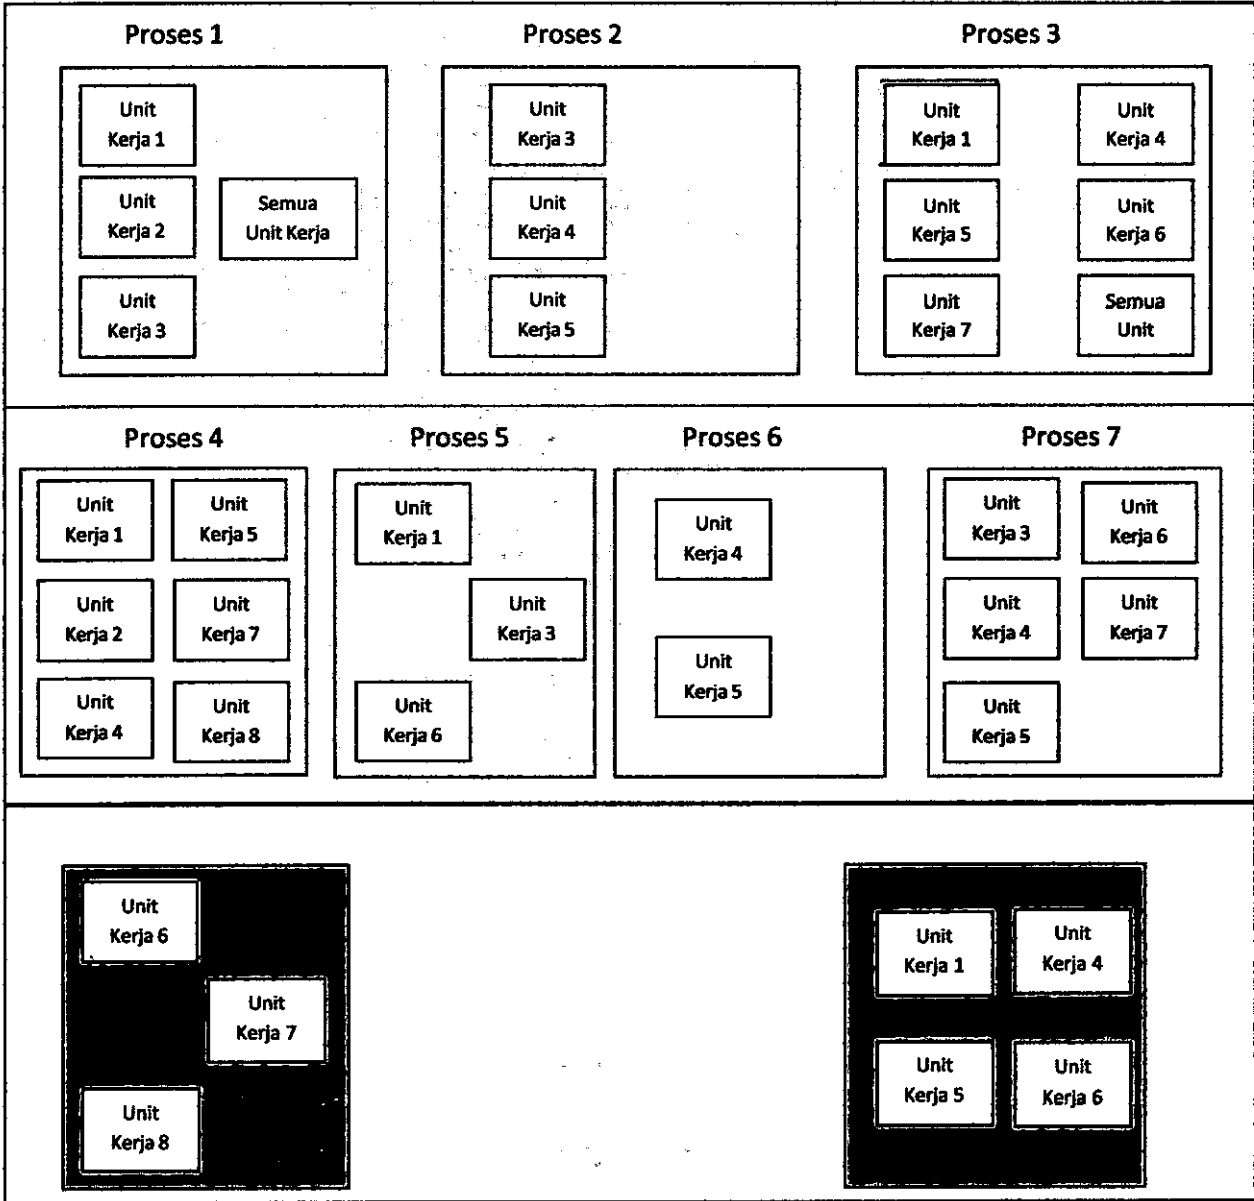 Proses 1
Unit
Kerja 1
Unit
Kerja 2
Unit
Kerja 3
Semua
Unit Kerja
Proses 2
Unit
Kerja 3
Unit
Kerja 4
Unit
Kerja 5
Proses 3
Unit
Kerja 1
Unit
Kerja 5
Unit
Kerja 7
Unit
Kerja 4
Unit
Kerja 6
Semua
Unit
Proses 4
Unit
Kerja 1
Unit
Kerja 2
Unit
Kerja 4
Unit
Kerja 5
Unit
Kerja 7
Unit
Kerja 8
Proses 5
Unit
Kerja 1
Unit
Kerja 3
Unit
Kerja 6
Proses 6
Unit
Kerja 4
Unit
Kerja 5
Proses 7
Unit
Kerja 3
Unit
Kerja 4
Unit
Kerja 5
Unit
Kerja 6
Unit
Kerja 7
Unit
Kerja 6
Unit
Kerja 7
Unit
Kerja 8
Unit
Kerja 1
Unit
Kerja 4
Unit
Kerja 5
Unit
Kerja 6